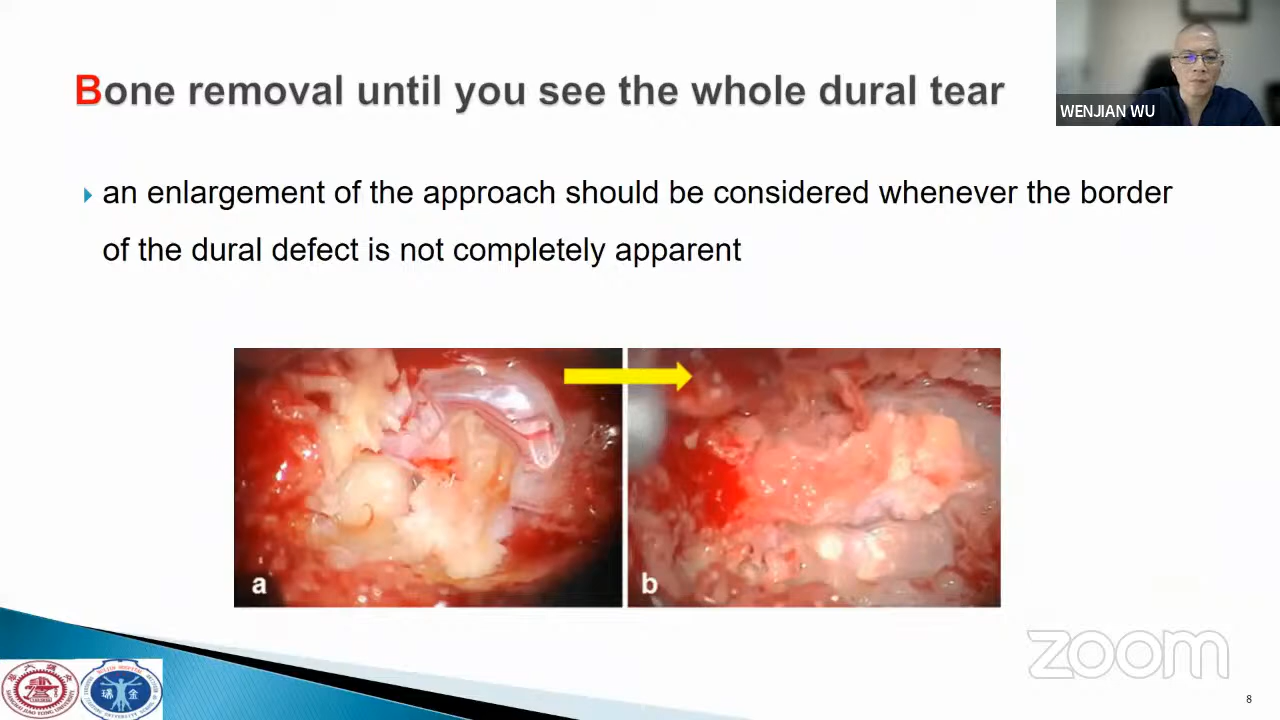 Bone removal until you see the whole dural tear
WENJIAN WU
an enlargement of the approach should be considered whenever the border
of the dural defect is not completely apparent
a
b
zoom
8